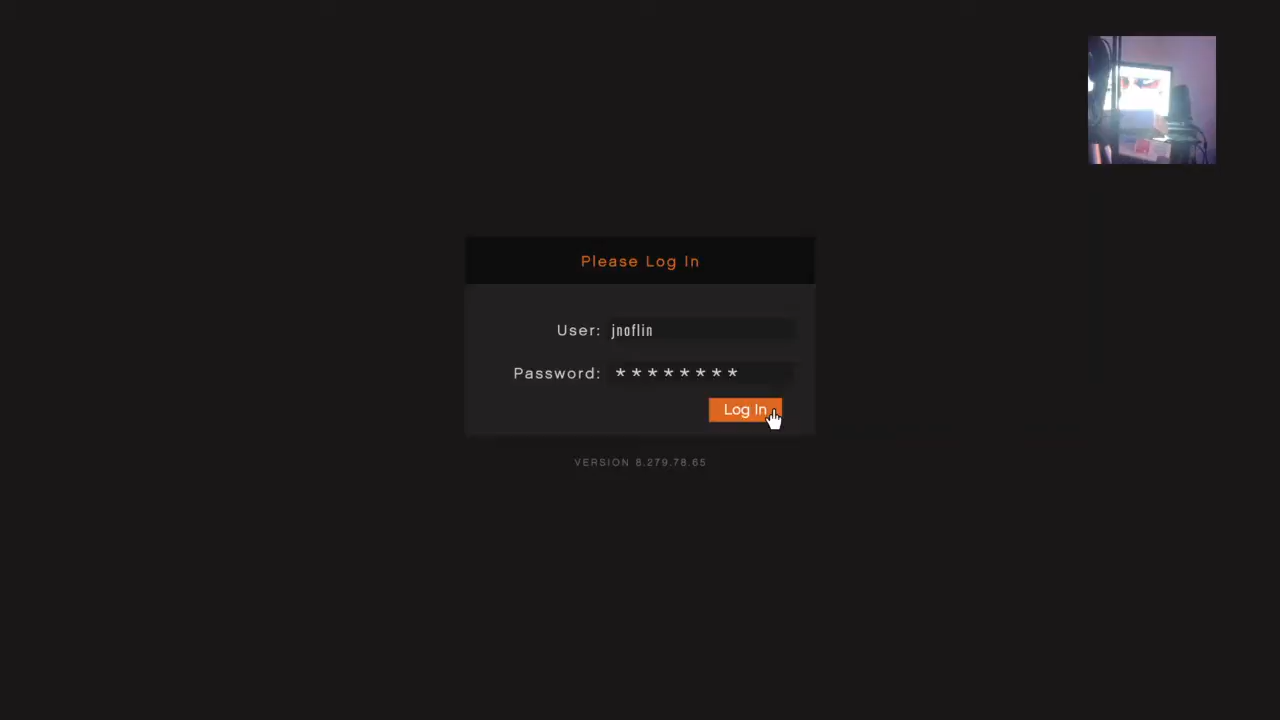 Please Log In
User: jnoflin
Password: ********
Log In
VERSION 8.279.78.65